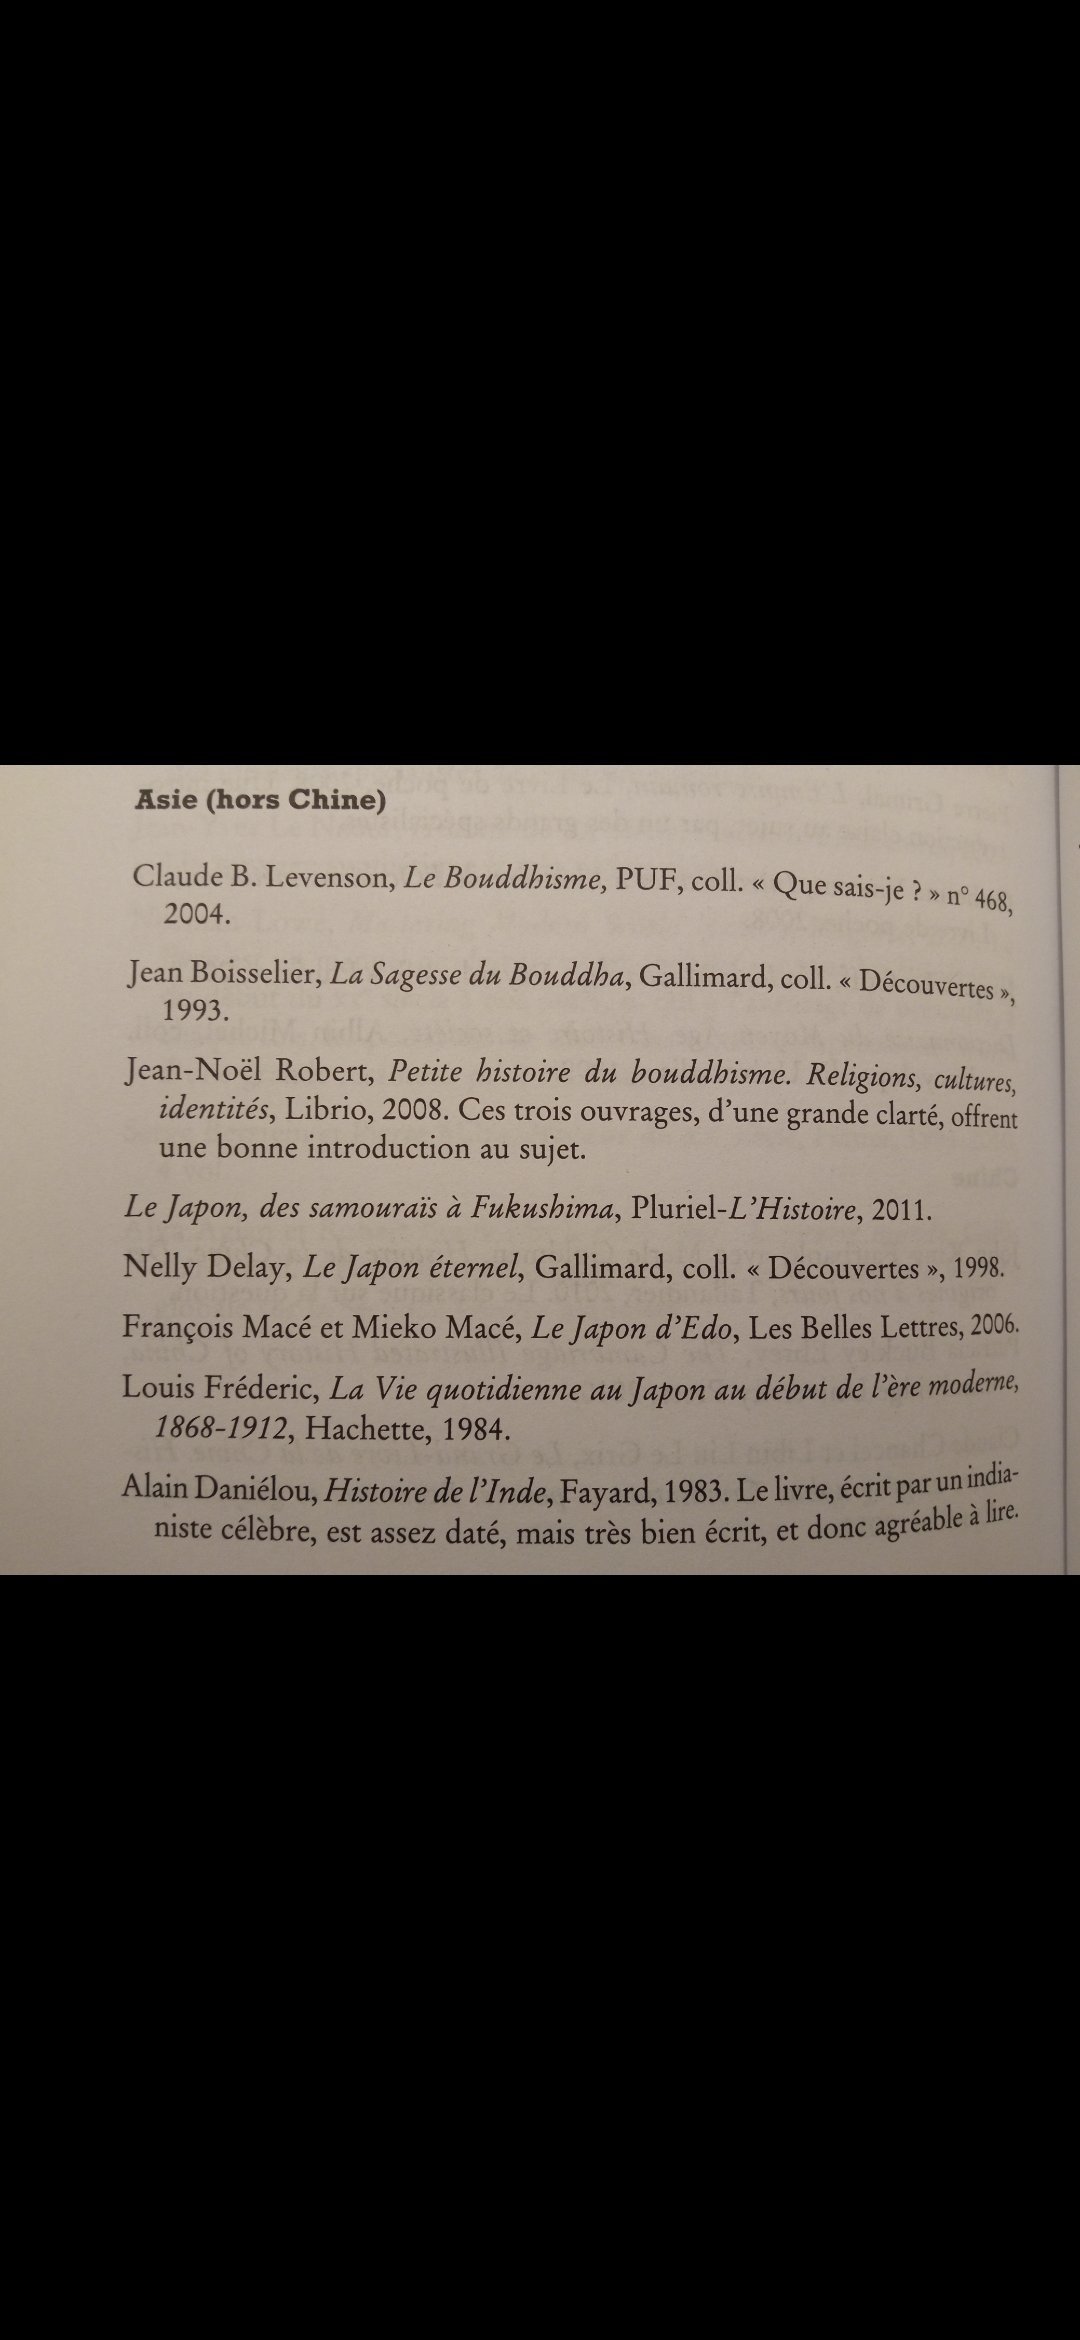 Asie (hors Chine)
Claude B. Levenson, Le Bouddhisme, PUF, coll. « Que sais-je ? » n° 468,
2004.
Jean Boisselier, La Sagesse du Bouddha, Gallimard, coll. « Découvertes »,
1993.
Jean-Noël Robert, Petite histoire du bouddhisme. Religions, cultures,
identités, Librio, 2008. Ces trois ouvrages, d’une grande clarté, offrent
une bonne introduction au sujet.
Le Japon, des samouraïs à Fukushima, Pluriel-L’Histoire, 2011.
Nelly Delay, Le Japon éternel, Gallimard, coll. « Découvertes », 1998.
François Macé et Mieko Macé, Le Japon d’Edo, Les Belles Lettres, 2006.
Louis Fréderic, La Vie quotidienne au Japon au début de l’ère moderne,
1868-1912, Hachette, 1984.
Alain Daniélou, Histoire de l’Inde, Fayard, 1983. Le livre, écrit par un india-
niste célèbre, est assez daté, mais très bien écrit, et donc agréable à lire.